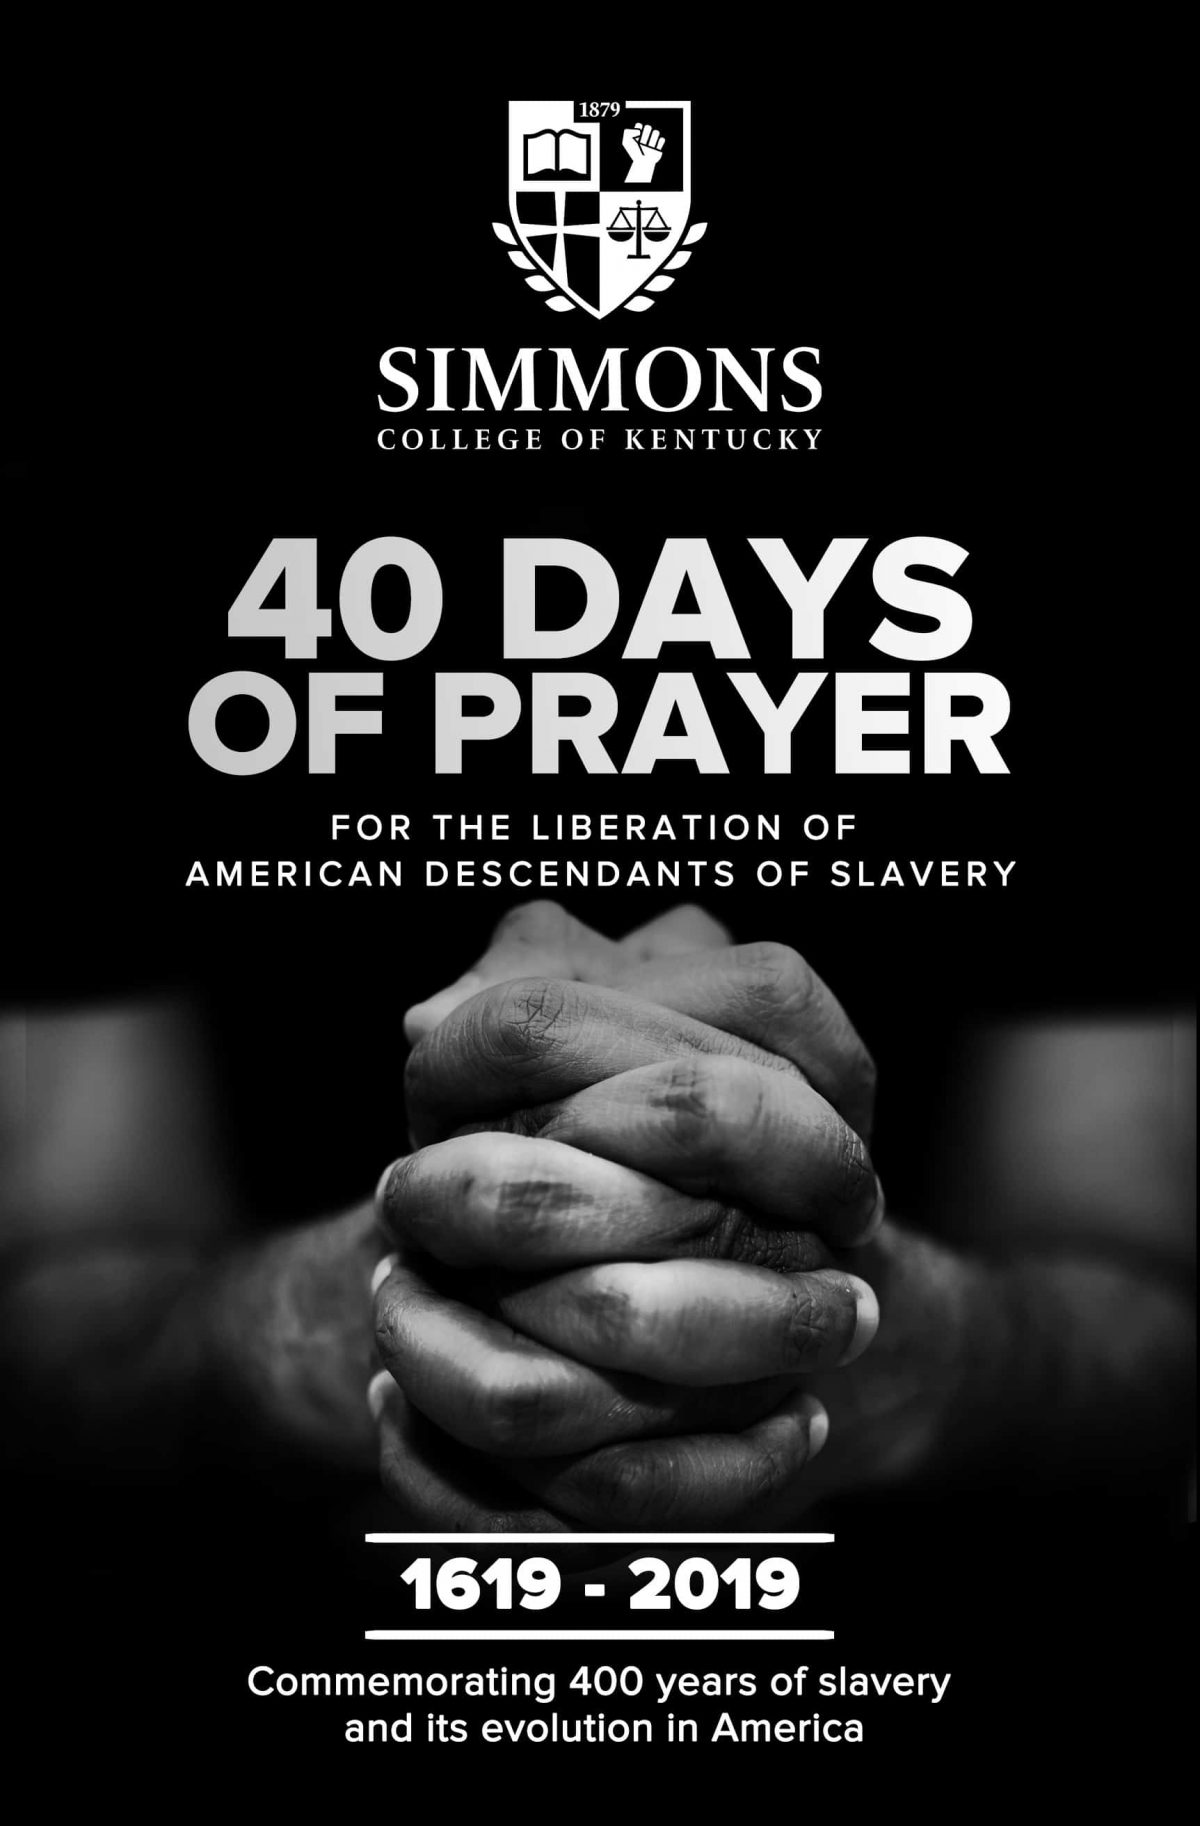 1879
SIMMONS
COLLEGE OF KENTUCKY
40 DAYS
OF PRAYER
FOR THE LIBERATION OF
AMERICAN DESCENDANTS OF SLAVERY
1619 - 2019
Commemorating 400 years of slavery
and its evolution in America